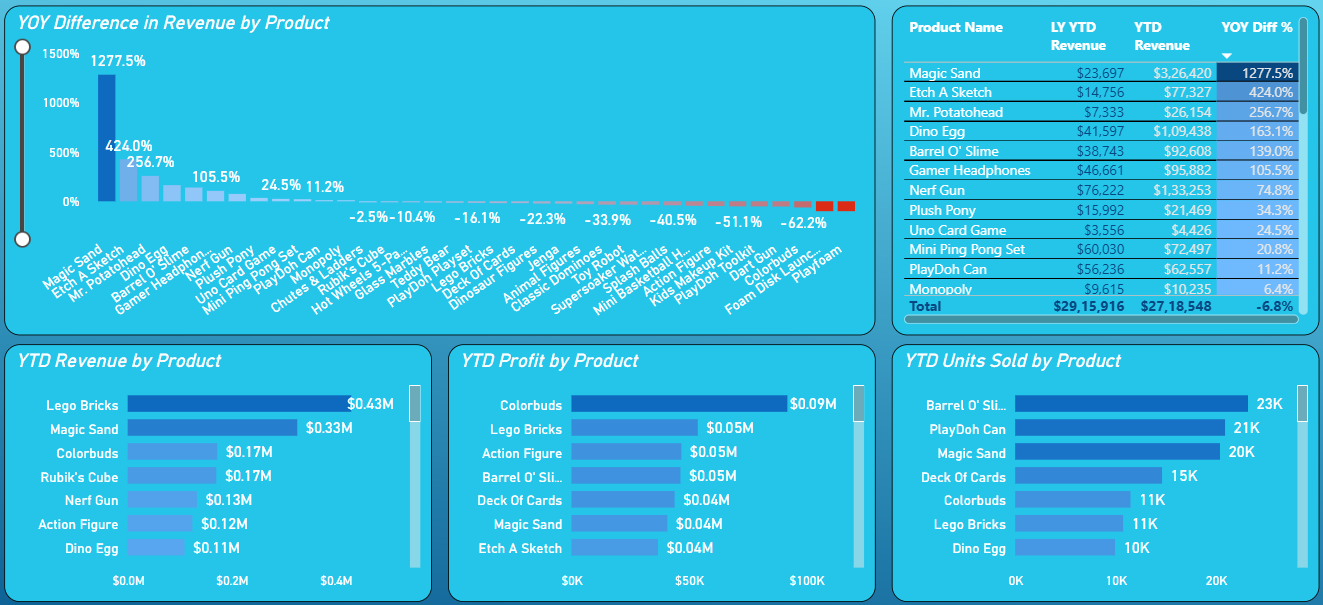 YOY Difference in Revenue by Product
1500%
1000%
500%
0%
1277.5%
424.0%
256.7%
105.5%
24.5%
11.2%
-2.5%
-10.4%
-16.1%
-22.3%
-33.9%
-40.5%
-51.1%
-62.2%
Magic Sand
Etch A Sketch
Mr. Potatohead
Dino Egg
Barrel O' Slime
Gamer Headphon...
Nerf Gun
Plush Pony
Uno Card Game
Mini Ping Pong Set
PlayDoh Can
Monopoly
Chutes & Ladders
Rubik's Cube
Hot Wheels 5-Pa...
Glass Marbles
Teddy Bear
PlayDoh Playset
Lego Bricks
Deck Of Cards
Dinosaur Figures
Jenga
Animal Figures
Classic Dominoes
Toy Robot
Supersoaker Wat...
Splash Balls
Mini Baseball H...
Action Figure
Kids Makeup Kit
PlayDoh Toolkit
Dart Gun
Colorbuds
Foam Disk Launc...
Playfoam
Product Name LY YTD Revenue YTD Revenue YOY Diff %
Magic Sand $23,697 $3,26,420 1277.5%
Etch A Sketch $14,756 $77,327 424.0%
Mr. Potatohead $7,333 $26,154 256.7%
Dino Egg $41,597 $1,09,438 163.1%
Barrel O' Slime $38,743 $92,608 139.0%
Gamer Headphones $46,661 $95,882 105.5%
Nerf Gun $76,222 $1,33,253 74.8%
Plush Pony $15,992 $21,469 34.3%
Uno Card Game $3,556 $4,426 24.5%
Mini Ping Pong Set $60,030 $72,497 20.8%
PlayDoh Can $56,236 $62,557 11.2%
Monopoly $9,615 $10,235 6.4%
Total $29,15,916 $27,18,548 -6.8%
YTD Revenue by Product
Lego Bricks $0.43M
Magic Sand $0.33M
Colorbuds $0.17M
Rubik's Cube $0.17M
Nerf Gun $0.13M
Action Figure $0.12M
Dino Egg $0.11M
$0.0M $0.2M $0.4M
YTD Profit by Product
Colorbuds $0.09M
Lego Bricks $0.05M
Action Figure $0.05M
Barrel O' Sli... $0.05M
Deck Of Cards $0.04M
Magic Sand $0.04M
Etch A Sketch $0.04M
$0K $50K $100K
YTD Units Sold by Product
Barrel O' Sli... 23K
PlayDoh Can 21K
Magic Sand 20K
Deck Of Cards 15K
Colorbuds 11K
Lego Bricks 11K
Dino Egg 10K
0K 10K 20K